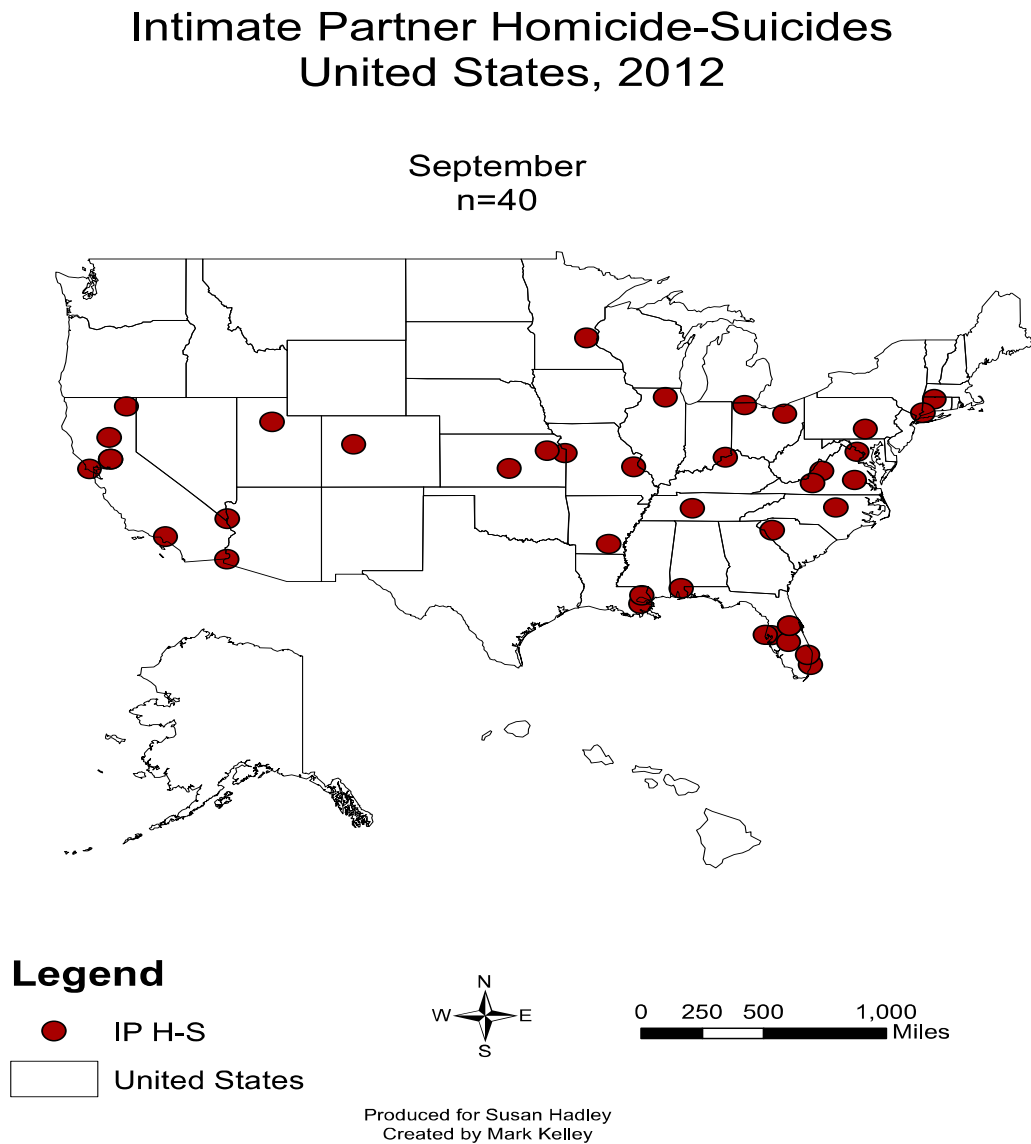 Intimate Partner Homicide-Suicides
United States, 2012
September
n=40
Legend
IP H-S
United States
N
W E
S
0 250 500 1,000
Miles
Produced for Susan Hadley
Created by Mark Kelley